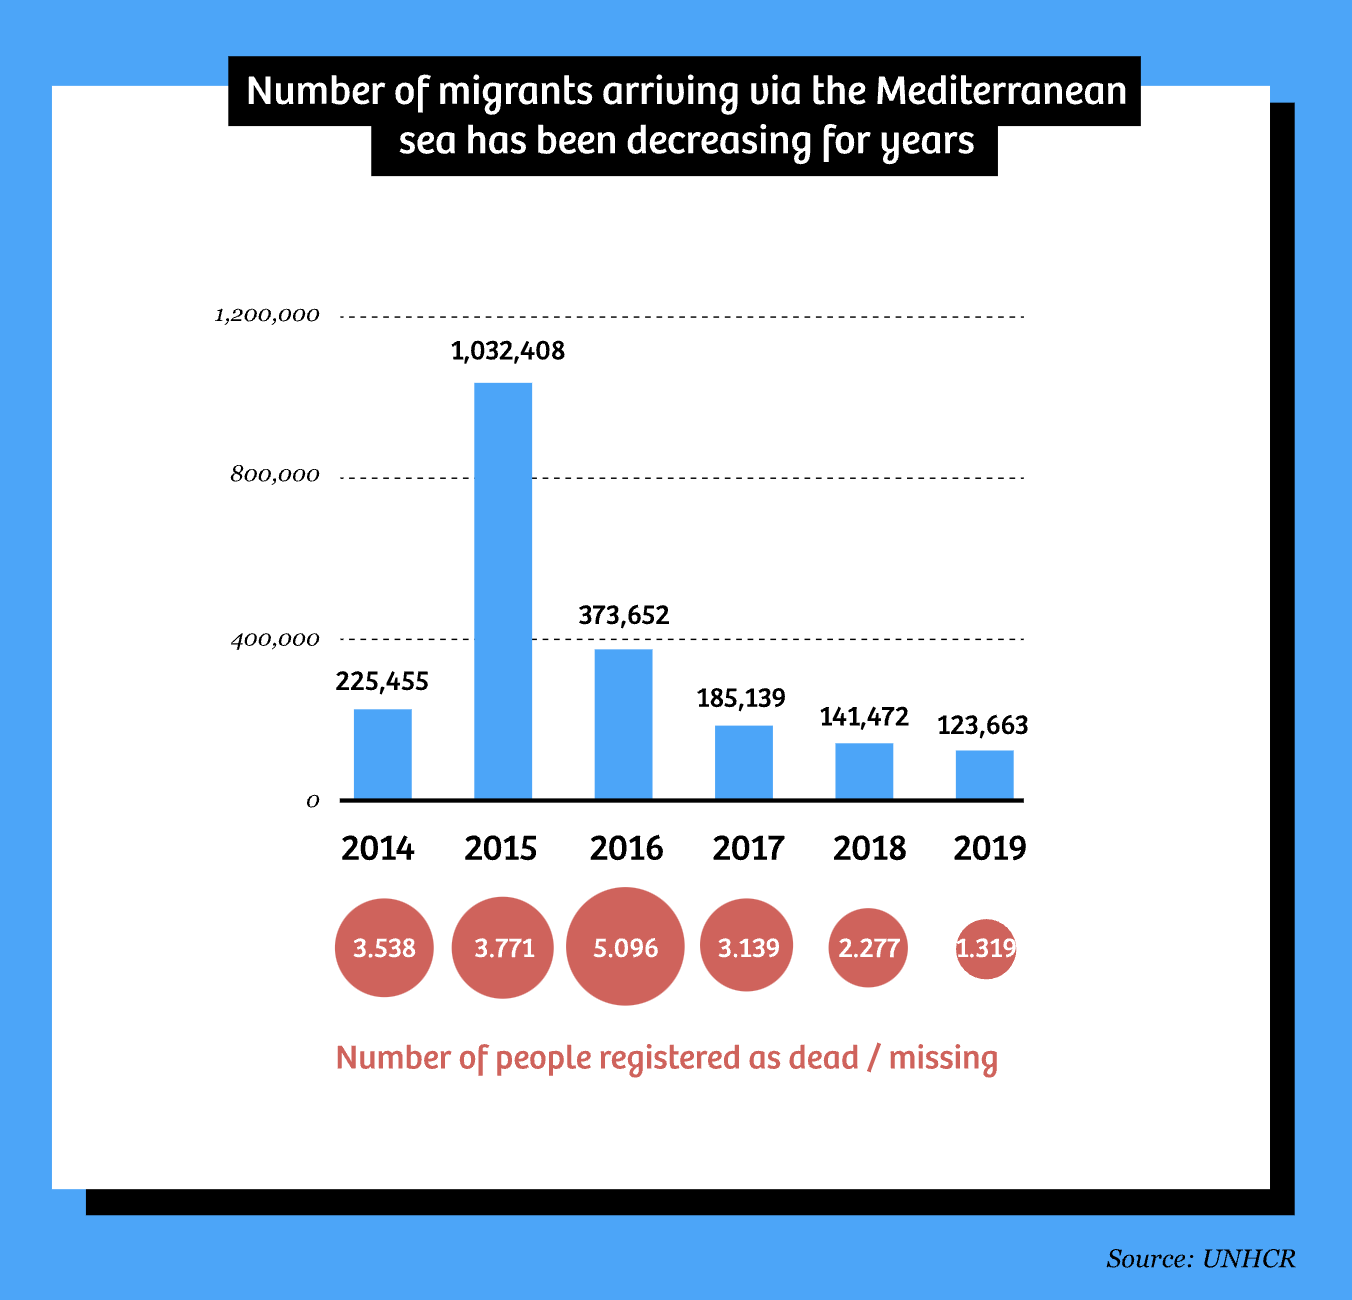 Number of migrants arriving via the Mediterranean
sea has been decreasing for years
1,200,000
1,032,408
800,000
373,652
400,000
225,455
185,139
141,472
123,663
0
2014 2015 2016 2017 2018 2019
3.538 3.771 5.096 3.139 2.277 1.319
Number of people registered as dead / missing
Source: UNHCR